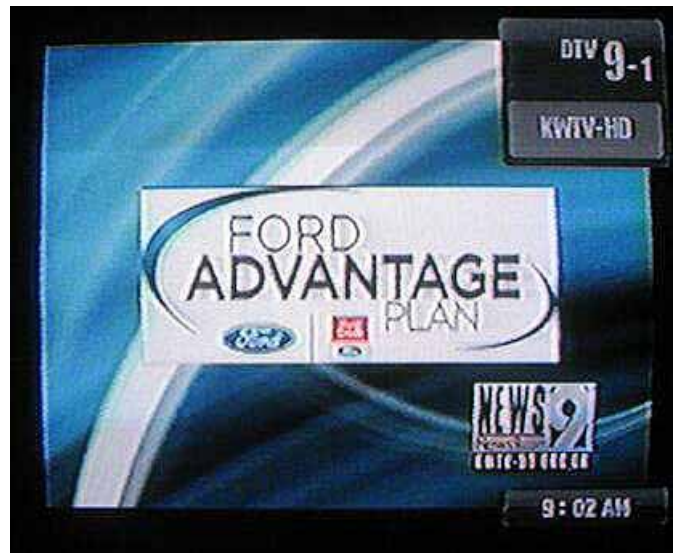 DTV 9-1
KWTV-HD
FORD
ADVANTAGE
PLAN
Ford
NEWS 9
9:02 AM